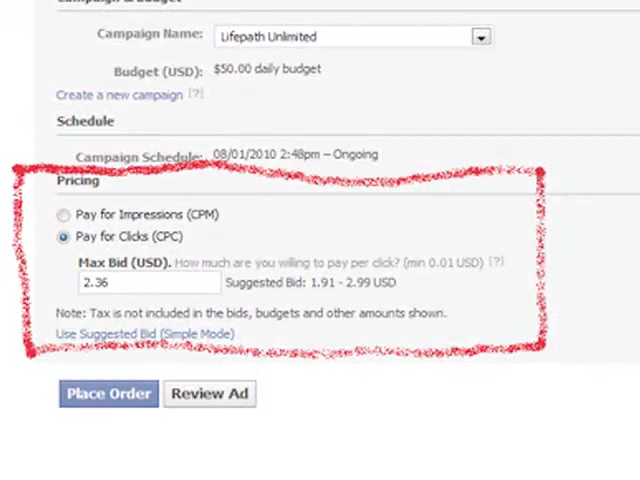 Campaign & Budget
Campaign Name: Lifepath Unlimited
Budget (USD): $50.00 daily budget
Create a new campaign [?]
Schedule
Campaign Schedule: 08/01/2010 2:48pm – Ongoing
Pricing
Pay for Impressions (CPM)
Pay for Clicks (CPC)
Max Bid (USD). How much are you willing to pay per click? (min 0.01 USD) [?]
2.36 Suggested Bid: 1.91 - 2.99 USD
Note: Tax is not included in the bids, budgets and other amounts shown.
Use Suggested Bid (Simple Mode)
Place Order Review Ad